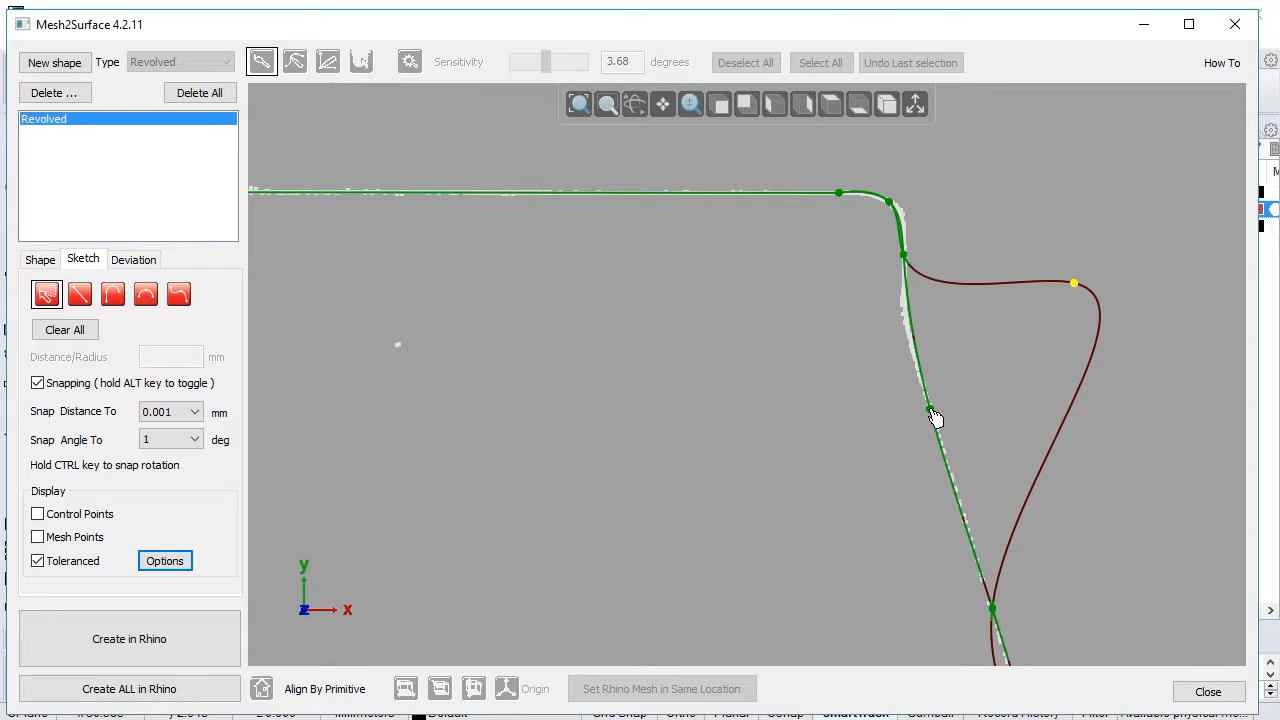 Mesh2Surface 4.2.11
New shape Type Revolved
Sensitivity 3.68 degrees Deselect All Select All Undo Last selection How To
Delete ... Delete All
Revolved
Shape Sketch Deviation
Clear All
Distance/Radius mm
Snapping ( hold ALT key to toggle )
Snap Distance To 0.001 mm
Snap Angle To 1 deg
Hold CTRL key to snap rotation
Display
Control Points
Mesh Points
Toleranced Options
y
z x
Create in Rhino
Create ALL in Rhino
Align By Primitive Origin Set Rhino Mesh in Same Location Close